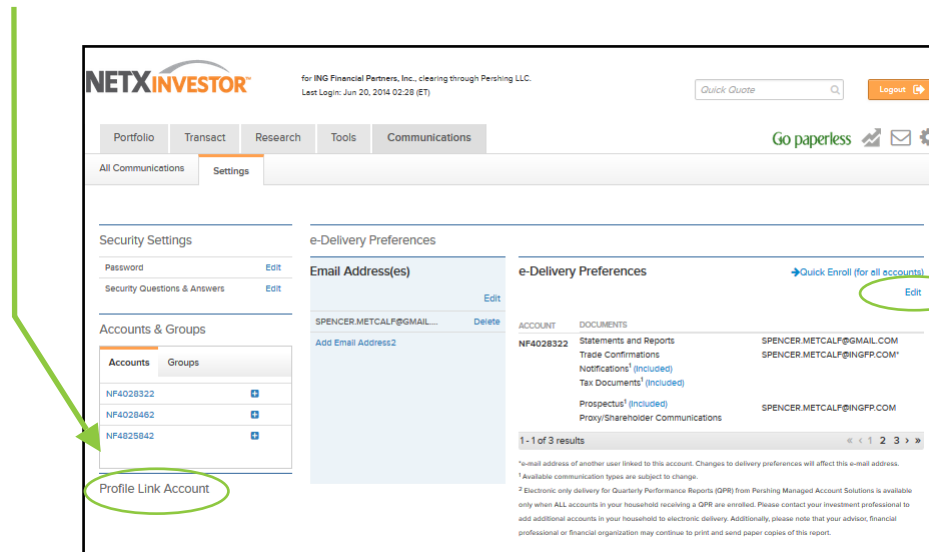 NETXINVESTOR™
for ING Financial Partners, Inc., clearing through Pershing LLC.
Last Login: Jun 20, 2014 02:28 (ET)
Quick Quote
Logout
Portfolio Transact Research Tools Communications
Go paperless
All Communications Settings
Security Settings
Password Edit
Security Questions & Answers Edit
Accounts & Groups
Accounts Groups
NF4028322
NF4028462
NF4825842
Profile Link Account
e-Delivery Preferences
Email Address(es)
Edit
SPENCER.METCALF@GMAIL.... Delete
Add Email Address2
e-Delivery Preferences
→Quick Enroll (for all accounts)
Edit
ACCOUNT DOCUMENTS
NF4028322 Statements and Reports SPENCER.METCALF@GMAIL.COM
Trade Confirmations SPENCER.METCALF@INGFP.COM*
Notifications¹ (Included)
Tax Documents¹ (Included)
Prospectus¹ (Included)
SPENCER.METCALF@INGFP.COM
Proxy/Shareholder Communications
1 - 1 of 3 results « ‹ 1 2 3 › »
*e-mail address of another user linked to this account. Changes to delivery preferences will affect this e-mail address.
¹ Available communication types are subject to change.
² Electronic only delivery for Quarterly Performance Reports (QPR) from Pershing Managed Account Solutions is available
only when ALL accounts in your household receiving a QPR are enrolled. Please contact your investment professional to
add additional accounts in your household to electronic delivery. Additionally, please note that your advisor, financial
professional or financial organization may continue to print and send paper copies of this report.